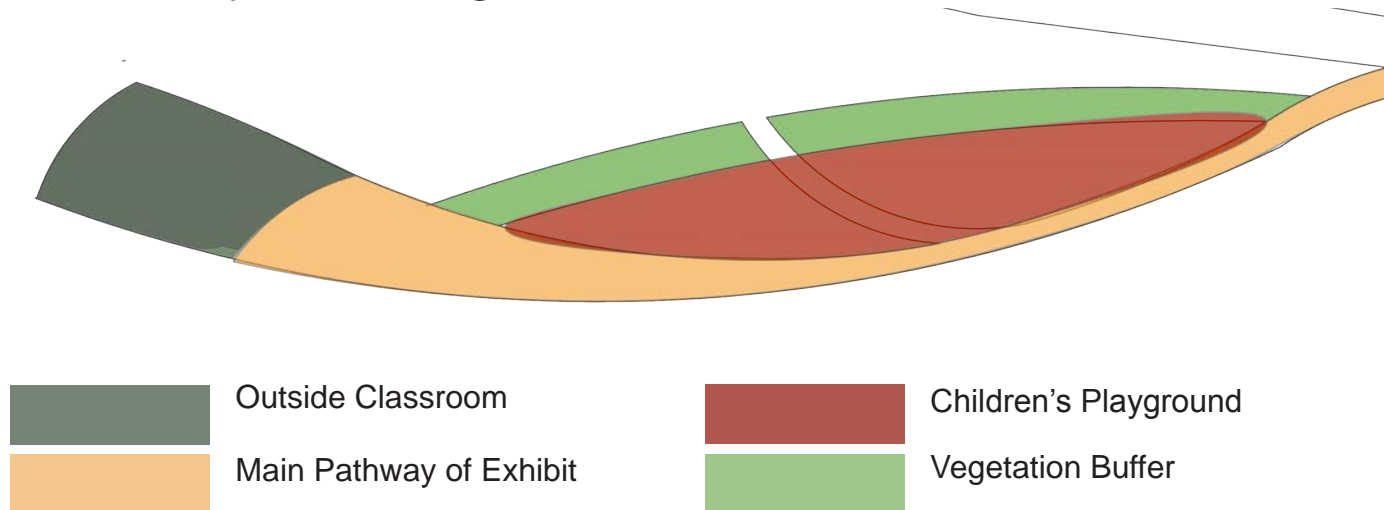 Outside Classroom
Main Pathway of Exhibit
Children’s Playground
Vegetation Buffer